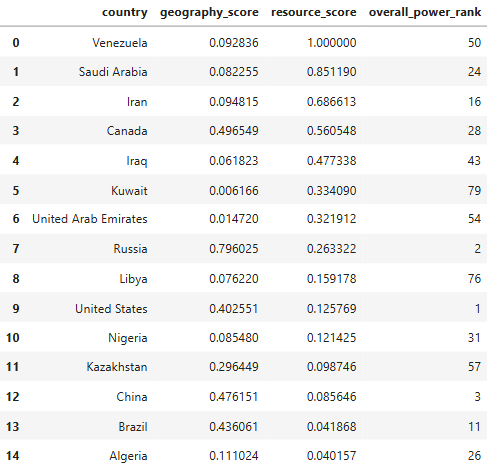 country geography_score resource_score overall_power_rank
0 Venezuela 0.092836 1.000000 50
1 Saudi Arabia 0.082255 0.851190 24
2 Iran 0.094815 0.686613 16
3 Canada 0.496549 0.560548 28
4 Iraq 0.061823 0.477338 43
5 Kuwait 0.006166 0.334090 79
6 United Arab Emirates 0.014720 0.321912 54
7 Russia 0.796025 0.263322 2
8 Libya 0.076220 0.159178 76
9 United States 0.402551 0.125769 1
10 Nigeria 0.085480 0.121425 31
11 Kazakhstan 0.296449 0.098746 57
12 China 0.476151 0.085646 3
13 Brazil 0.436061 0.041868 11
14 Algeria 0.111024 0.040157 26